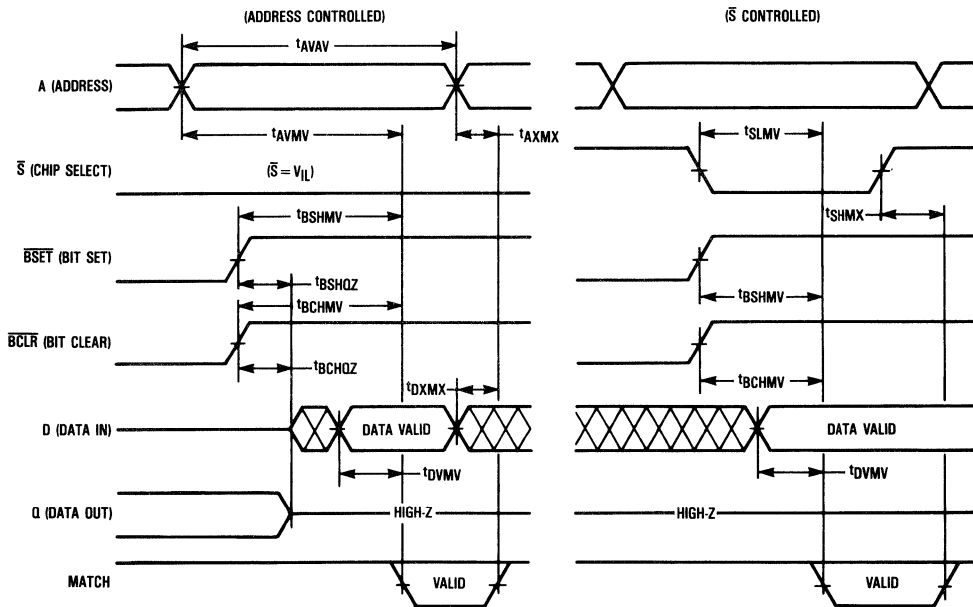 (ADDRESS CONTROLLED) (S̅ CONTROLLED)
tAVAV
A (ADDRESS)
tAVMV tAXMX tSLMV
S̅ (CHIP SELECT) (S̅ = VIL)
tBSHMV tSHMX
B̅S̅E̅T̅ (BIT SET)
tBSHQZ
tBCHMV tBSHMV
B̅C̅L̅R̅ (BIT CLEAR)
tBCHQZ tDXMX tBCHMV
D (DATA IN) DATA VALID DATA VALID
tDVMV tDVMV
Q (DATA OUT) HIGH-Z HIGH-Z
MATCH VALID VALID